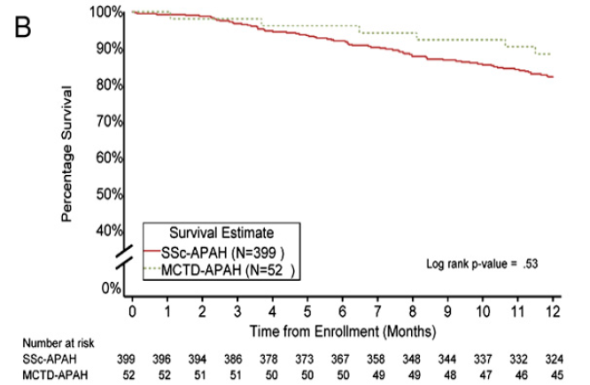 B
100%
90%
80%
70%
60%
50%
40%
0%
Percentage Survival
Survival Estimate
SSc-APAH (N=399 )
MCTD-APAH (N=52 )
Log rank p-value = .53
0 1 2 3 4 5 6 7 8 9 10 11 12
Time from Enrollment (Months)
Number at risk
SSc-APAH 399 396 394 386 378 373 367 358 348 344 337 332 324
MCTD-APAH 52 52 51 51 50 50 50 49 49 48 47 46 45